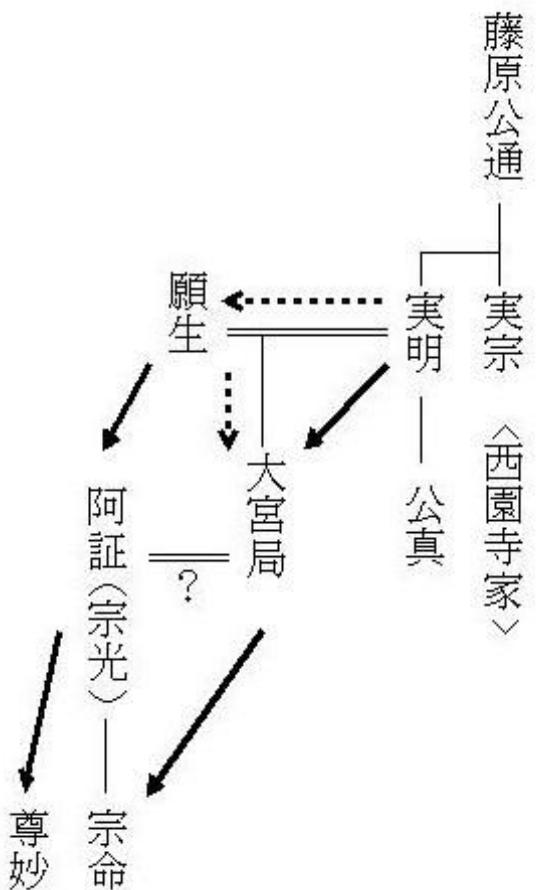 藤原公通
実宗 〈西園寺家〉
実明
公真
願生
大宮局
?
阿証(宗光)
宗命
尊妙